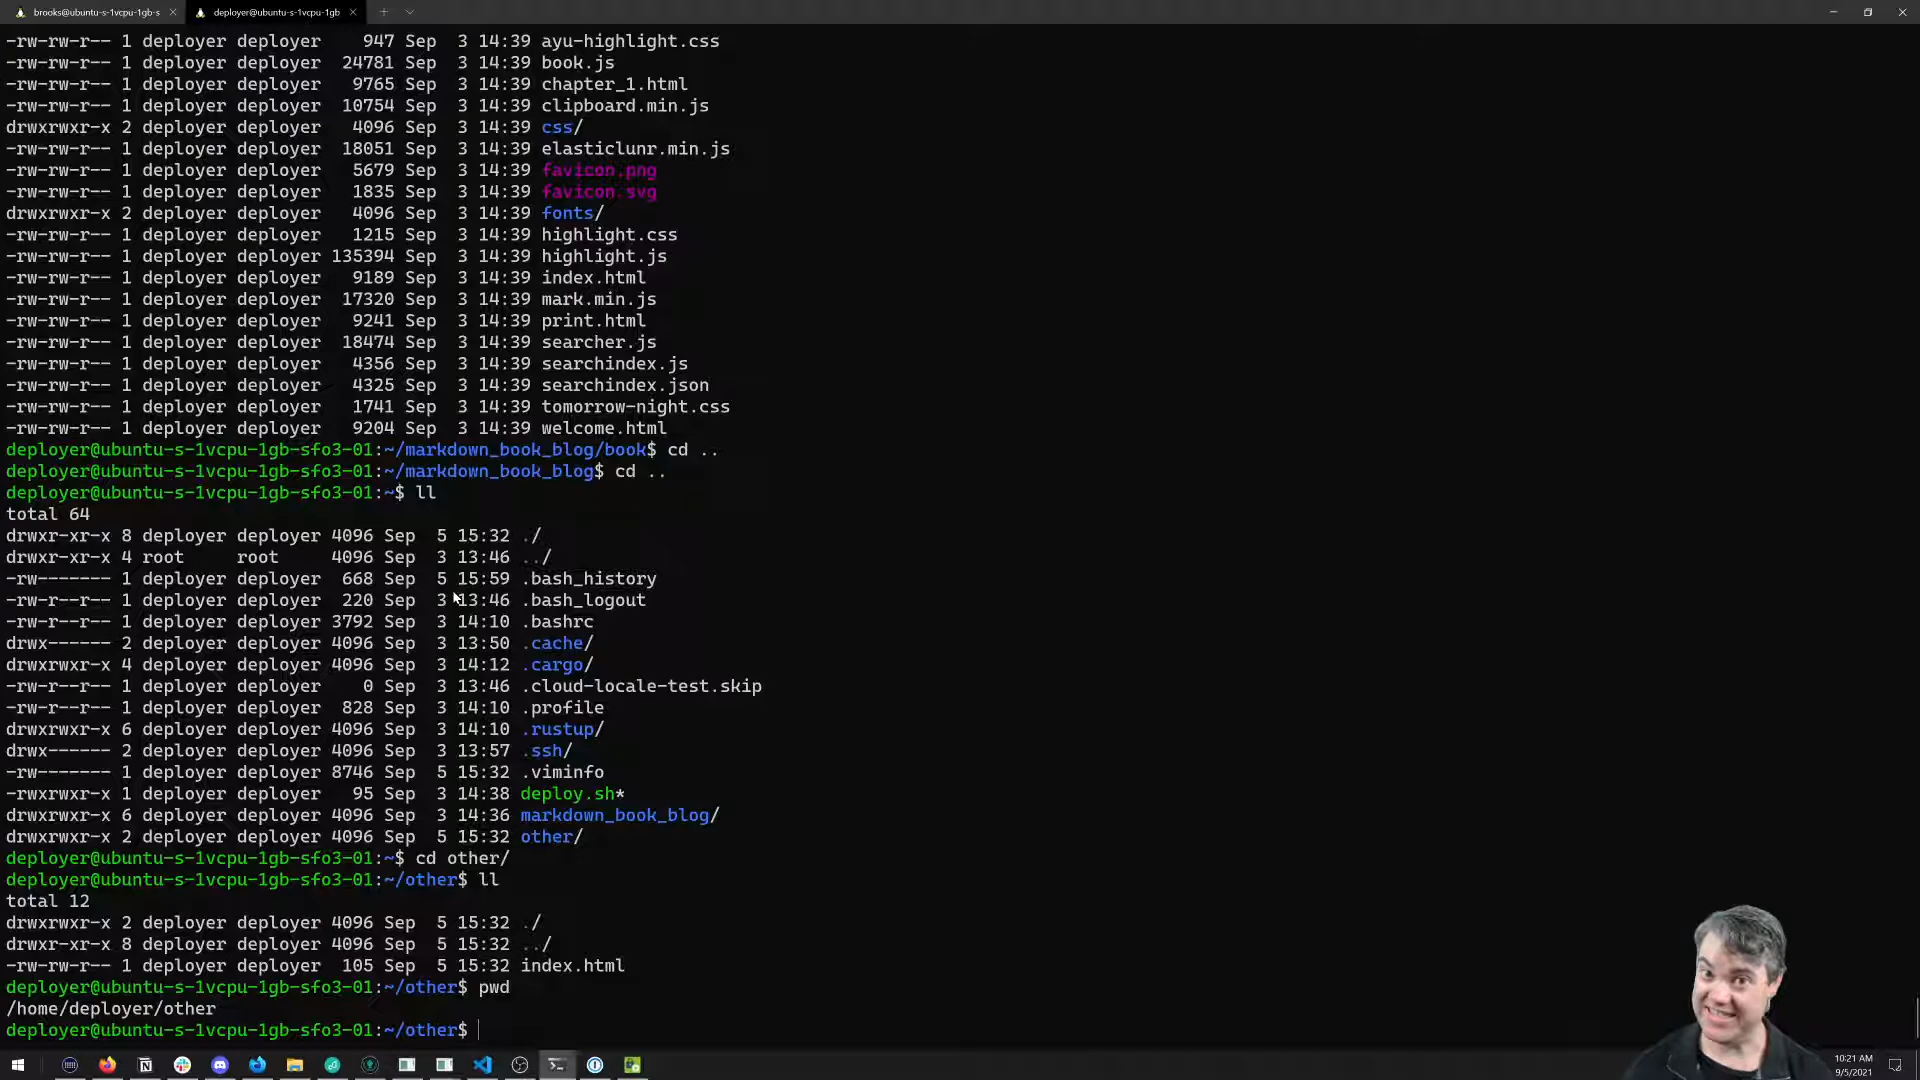 brooks@ubuntu-s-1vcpu-1gb-s
deployer@ubuntu-s-1vcpu-1gb
-rw-rw-r-- 1 deployer deployer    947 Sep  3 14:39 ayu-highlight.css
-rw-rw-r-- 1 deployer deployer  24781 Sep  3 14:39 book.js
-rw-rw-r-- 1 deployer deployer   9765 Sep  3 14:39 chapter_1.html
-rw-rw-r-- 1 deployer deployer  10754 Sep  3 14:39 clipboard.min.js
drwxrwxr-x 2 deployer deployer   4096 Sep  3 14:39 css/
-rw-rw-r-- 1 deployer deployer  18051 Sep  3 14:39 elasticlunr.min.js
-rw-rw-r-- 1 deployer deployer   5679 Sep  3 14:39 favicon.png
-rw-rw-r-- 1 deployer deployer   1835 Sep  3 14:39 favicon.svg
drwxrwxr-x 2 deployer deployer   4096 Sep  3 14:39 fonts/
-rw-rw-r-- 1 deployer deployer   1215 Sep  3 14:39 highlight.css
-rw-rw-r-- 1 deployer deployer 135394 Sep  3 14:39 highlight.js
-rw-rw-r-- 1 deployer deployer   9189 Sep  3 14:39 index.html
-rw-rw-r-- 1 deployer deployer  17320 Sep  3 14:39 mark.min.js
-rw-rw-r-- 1 deployer deployer   9241 Sep  3 14:39 print.html
-rw-rw-r-- 1 deployer deployer  18474 Sep  3 14:39 searcher.js
-rw-rw-r-- 1 deployer deployer   4356 Sep  3 14:39 searchindex.js
-rw-rw-r-- 1 deployer deployer   4325 Sep  3 14:39 searchindex.json
-rw-rw-r-- 1 deployer deployer   1741 Sep  3 14:39 tomorrow-night.css
-rw-rw-r-- 1 deployer deployer   9204 Sep  3 14:39 welcome.html
deployer@ubuntu-s-1vcpu-1gb-sfo3-01:~/markdown_book_blog/book$ cd ..
deployer@ubuntu-s-1vcpu-1gb-sfo3-01:~/markdown_book_blog$ cd ..
deployer@ubuntu-s-1vcpu-1gb-sfo3-01:~$ ll
total 64
drwxr-xr-x 8 deployer deployer 4096 Sep  5 15:32 ./
drwxr-xr-x 4 root     root     4096 Sep  3 13:46 ../
-rw------- 1 deployer deployer  668 Sep  5 15:59 .bash_history
-rw-r--r-- 1 deployer deployer  220 Sep  3 13:46 .bash_logout
-rw-r--r-- 1 deployer deployer 3792 Sep  3 14:10 .bashrc
drwx------ 2 deployer deployer 4096 Sep  3 13:50 .cache/
drwxrwxr-x 4 deployer deployer 4096 Sep  3 14:12 .cargo/
-rw-r--r-- 1 deployer deployer    0 Sep  3 13:46 .cloud-locale-test.skip
-rw-r--r-- 1 deployer deployer  828 Sep  3 14:10 .profile
drwxrwxr-x 6 deployer deployer 4096 Sep  3 14:10 .rustup/
drwx------ 2 deployer deployer 4096 Sep  3 13:57 .ssh/
-rw------- 1 deployer deployer 8746 Sep  5 15:32 .viminfo
-rwxrwxr-x 1 deployer deployer   95 Sep  3 14:38 deploy.sh*
drwxrwxr-x 6 deployer deployer 4096 Sep  3 14:36 markdown_book_blog/
drwxrwxr-x 2 deployer deployer 4096 Sep  5 15:32 other/
deployer@ubuntu-s-1vcpu-1gb-sfo3-01:~$ cd other/
deployer@ubuntu-s-1vcpu-1gb-sfo3-01:~/other$ ll
total 12
drwxrwxr-x 2 deployer deployer 4096 Sep  5 15:32 ./
drwxr-xr-x 8 deployer deployer 4096 Sep  5 15:32 ../
-rw-rw-r-- 1 deployer deployer  105 Sep  5 15:32 index.html
deployer@ubuntu-s-1vcpu-1gb-sfo3-01:~/other$ pwd
/home/deployer/other
deployer@ubuntu-s-1vcpu-1gb-sfo3-01:~/other$
10:21 AM
9/5/2021